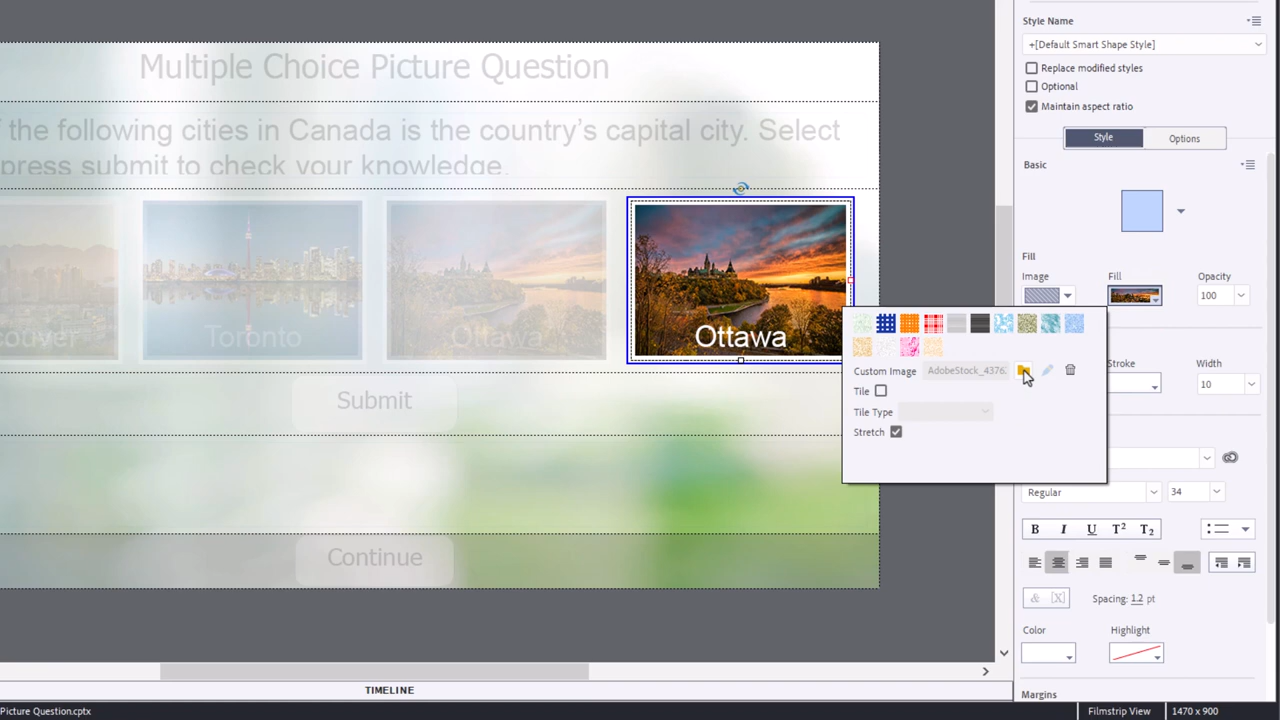 Multiple Choice Picture Question
the following cities in Canada is the country's capital city. Select
press submit to check your knowledge.
Ottawa
Submit
Continue
TIMELINE
Picture Question.cptx
Filmstrip View
1470 x 900
Style Name
+[Default Smart Shape Style]
Replace modified styles
Optional
Maintain aspect ratio
Style
Options
Basic
Fill
Image
Fill
Opacity
100
Custom Image
AdobeStock_4376.
Tile
Tile Type
Stretch
Stroke
Width
10
Regular
34
B I U T² T₂
& [X]
Spacing: 1.2 pt
Color
Highlight
Margins